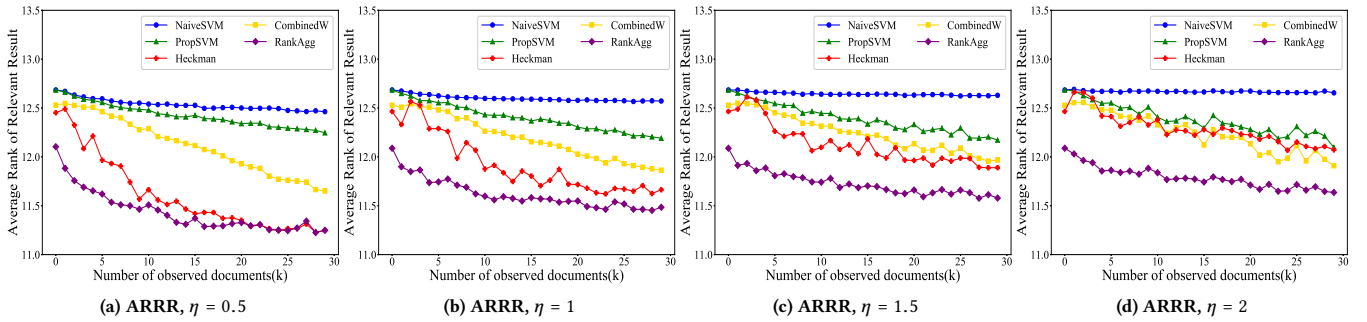 Average Rank of Relevant Result
13.5
13.0
12.5
12.0
11.5
11.0
NaiveSVM
PropSVM
Heckman
CombinedW
RankAgg
0 5 10 15 20 25 30
Number of observed documents(k)
(a) ARRR, η = 0.5
Average Rank of Relevant Result
13.5
13.0
12.5
12.0
11.5
11.0
NaiveSVM
PropSVM
Heckman
CombinedW
RankAgg
0 5 10 15 20 25 30
Number of observed documents(k)
(b) ARRR, η = 1
Average Rank of Relevant Result
13.5
13.0
12.5
12.0
11.5
11.0
NaiveSVM
PropSVM
Heckman
CombinedW
RankAgg
0 5 10 15 20 25 30
Number of observed documents(k)
(c) ARRR, η = 1.5
Average Rank of Relevant Result
13.5
13.0
12.5
12.0
11.5
11.0
NaiveSVM
PropSVM
Heckman
CombinedW
RankAgg
0 5 10 15 20 25 30
Number of observed documents(k)
(d) ARRR, η = 2